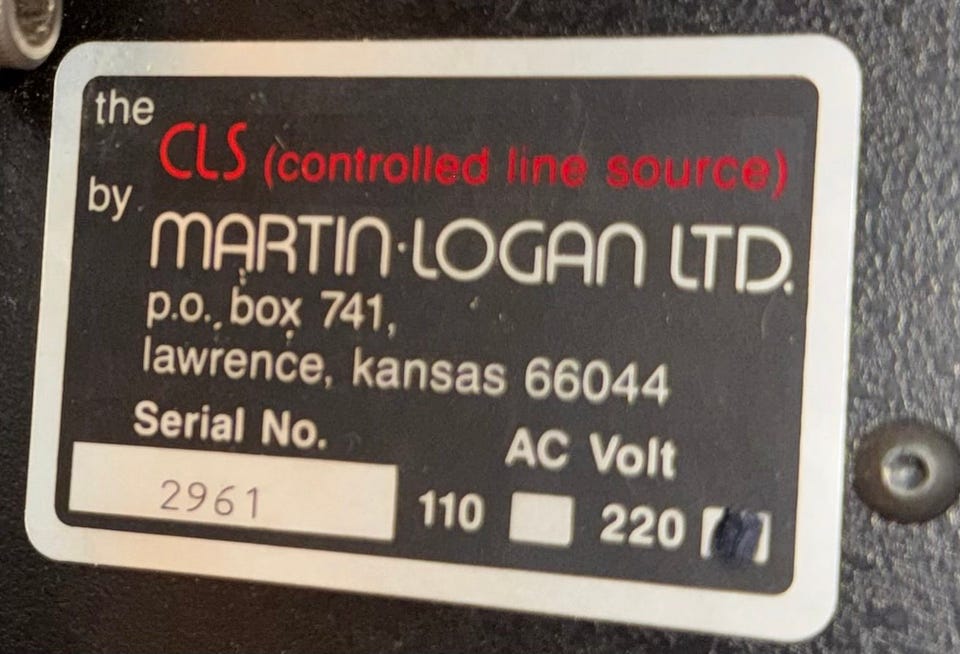 the
CLS (controlled line source)
by
MARTIN·LOGAN LTD.
p.o. box 741,
lawrence, kansas 66044
Serial No.
2961
AC Volt
110 220